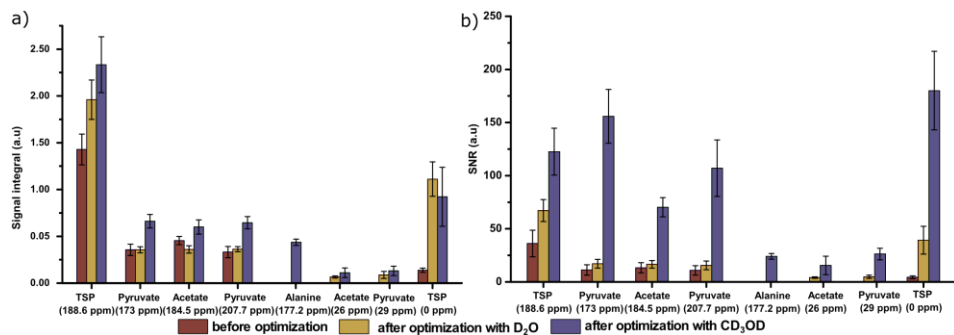 a)
Signal integral (a.u)
2.50
2.00
1.50
1.00
0.05
0.00
TSP
(188.6 ppm)
Pyruvate
(173 ppm)
Acetate
(184.5 ppm)
Pyruvate
(207.7 ppm)
Alanine
(177.2 ppm)
Acetate
(26 ppm)
Pyruvate
(29 ppm)
TSP
(0 ppm)
b)
SNR (a.u)
250
200
150
100
50
0
TSP
(188.6 ppm)
Pyruvate
(173 ppm)
Acetate
(184.5 ppm)
Pyruvate
(207.7 ppm)
Alanine
(177.2 ppm)
Acetate
(26 ppm)
Pyruvate
(29 ppm)
TSP
(0 ppm)
before optimization
after optimization with D₂O
after optimization with CD₃OD